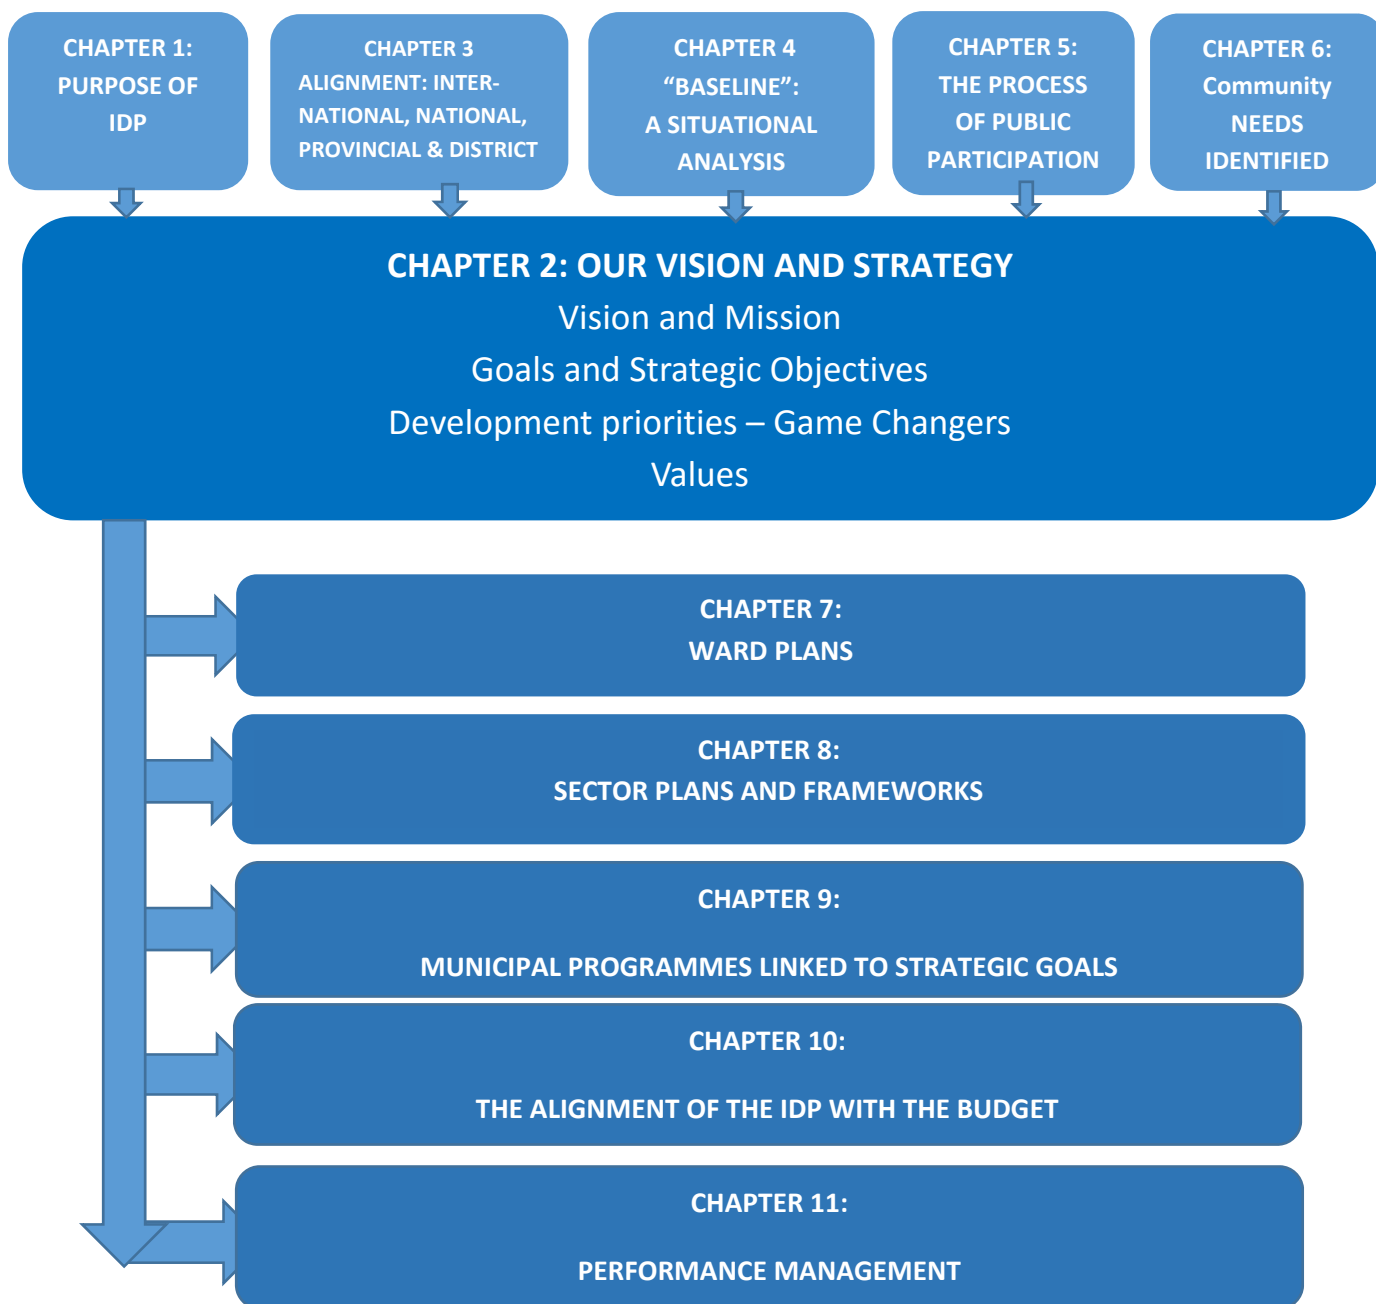 CHAPTER 1:
PURPOSE OF
IDP
CHAPTER 3
ALIGNMENT: INTER-
NATIONAL, NATIONAL,
PROVINCIAL & DISTRICT
CHAPTER 4
“BASELINE”:
A SITUATIONAL
ANALYSIS
CHAPTER 5:
THE PROCESS
OF PUBLIC
PARTICIPATION
CHAPTER 6:
Community
NEEDS
IDENTIFIED
CHAPTER 2: OUR VISION AND STRATEGY
Vision and Mission
Goals and Strategic Objectives
Development priorities – Game Changers
Values
CHAPTER 7:
WARD PLANS
CHAPTER 8:
SECTOR PLANS AND FRAMEWORKS
CHAPTER 9:
MUNICIPAL PROGRAMMES LINKED TO STRATEGIC GOALS
CHAPTER 10:
THE ALIGNMENT OF THE IDP WITH THE BUDGET
CHAPTER 11:
PERFORMANCE MANAGEMENT